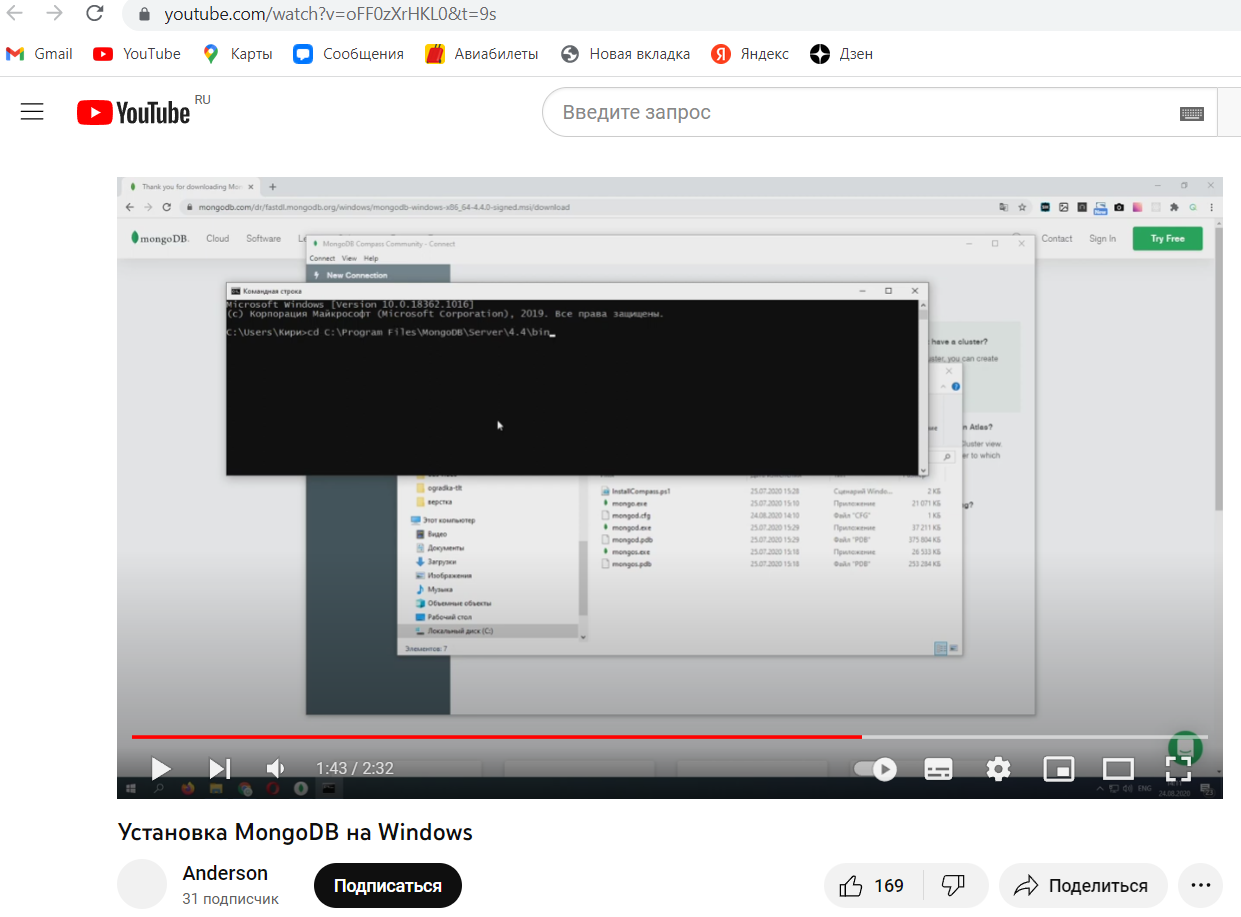 youtube.com/watch?v=oFF0zXrHKL0&t=9s
Gmail YouTube Карты Сообщения Авиабилеты Новая вкладка Яндекс Дзен
YouTube RU
Введите запрос
Thank you for downloading Mon
mongodb.com/dr/fastdl.mongodb.org/windows/mongodb-windows-x86_64-4.4.0-signed.msi/download
mongoDB. Cloud Software Le Contact Sign In Try Free
MongoDB Compass Community - Connect
Connect View Help
New Connection
Командная строка
Microsoft Windows [Version 10.0.18362.1016]
(c) Корпорация Майкрософт (Microsoft Corporation), 2019. Все права защищены.
C:\Users\Кири>cd C:\Program Files\MongoDB\Server\4.4\bin
have a cluster?
uster, you can create
n Atlas?
Cluster view.
er to which
g?
ogradka-tlt
верстка
Этот компьютер
Видео
Документы
Загрузки
Изображения
Музыка
Объемные объекты
Рабочий стол
Локальный диск (C:)
Элементов: 7
InstallCompass.ps1 25.07.2020 15:28 Сценарий Windo... 2 КБ
mongo.exe 25.07.2020 15:10 Приложение 21 071 КБ
mongod.cfg 24.08.2020 14:10 Файл "CFG" 1 КБ
mongod.exe 25.07.2020 15:29 Приложение 37 211 КБ
mongod.pdb 25.07.2020 15:29 Файл "PDB" 375 804 КБ
mongos.exe 25.07.2020 15:18 Приложение 26 533 КБ
mongos.pdb 25.07.2020 15:18 Файл "PDB" 253 284 КБ
1:43 / 2:32
ENG
24.08.2020
Установка MongoDB на Windows
Anderson
31 подписчик
Подписаться
169
Поделиться